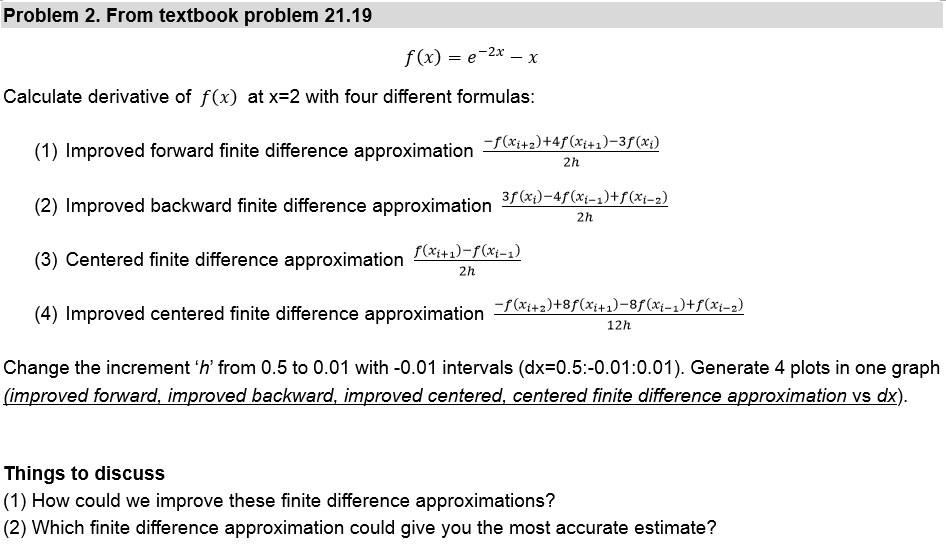 Problem 2. From textbook problem 21.19
f(x) = e^{-2x} − x
Calculate derivative of f(x) at x=2 with four different formulas:
(1) Improved forward finite difference approximation \frac{-f(x_{i+2})+4f(x_{i+1})-3f(x_i)}{2h}
(2) Improved backward finite difference approximation \frac{3f(x_i)-4f(x_{i-1})+f(x_{i-2})}{2h}
(3) Centered finite difference approximation \frac{f(x_{i+1})-f(x_{i-1})}{2h}
(4) Improved centered finite difference approximation \frac{-f(x_{i+2})+8f(x_{i+1})-8f(x_{i-1})+f(x_{i-2})}{12h}
Change the increment ‘h’ from 0.5 to 0.01 with -0.01 intervals (dx=0.5:-0.01:0.01). Generate 4 plots in one graph
(improved forward, improved backward, improved centered, centered finite difference approximation vs dx).
Things to discuss
(1) How could we improve these finite difference approximations?
(2) Which finite difference approximation could give you the most accurate estimate?